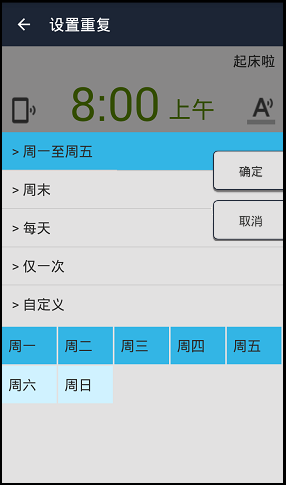 设置重复
起床啦
8:00 上午
A
> 周一至周五
确定
> 周末
取消
> 每天
> 仅一次
> 自定义
周一 周二 周三 周四 周五
周六 周日